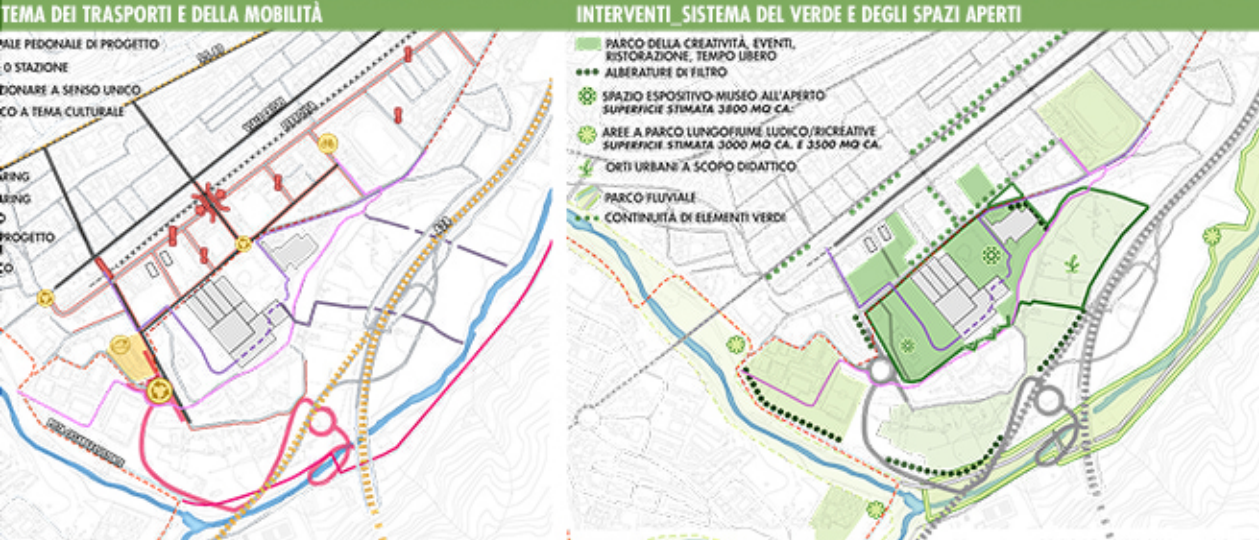 TEMA DEI TRASPORTI E DELLA MOBILITÀ
PALE PEDONALE DI PROGETTO
O STAZIONE
ZIONARE A SENSO UNICO
CO A TEMA CULTURALE
ARING
ARING
O
PROGETTO
CO
INTERVENTI_SISTEMA DEL VERDE E DEGLI SPAZI APERTI
PARCO DELLA CREATIVITÀ, EVENTI,
RISTORAZIONE, TEMPO LIBERO
ALBERATURE DI FILTRO
SPAZIO ESPOSITIVO-MUSEO ALL'APERTO
SUPERFICIE STIMATA 3800 MQ CA.
AREE A PARCO LUNGOFIUME LUDICO/RICREATIVE
SUPERFICIE STIMATA 3000 MQ CA. E 3500 MQ CA.
ORTI URBANI A SCOPO DIDATTICO
PARCO FLUVIALE
CONTINUITÀ DI ELEMENTI VERDI